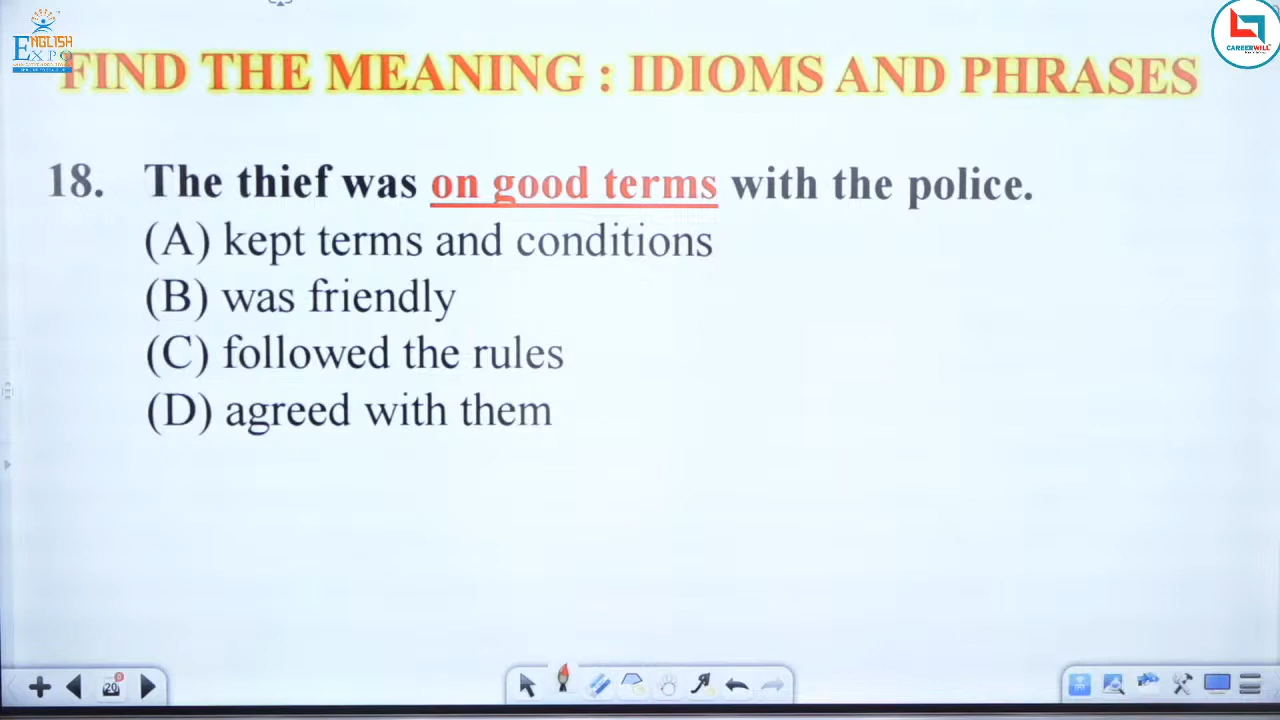 ENGLISH
EXPO
CAREERWILL
FIND THE MEANING : IDIOMS AND PHRASES
18. The thief was on good terms with the police.
(A) kept terms and conditions
(B) was friendly
(C) followed the rules
(D) agreed with them
20